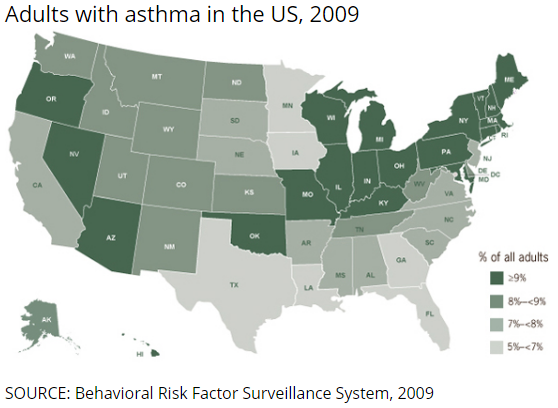 Adults with asthma in the US, 2009
WA
MT
ND
MN
ME
OR
ID
WY
SD
WI
MI
VT
NH
NY
MA
RI
CT
NV
UT
CO
NE
IA
IL
IN
OH
PA
NJ
DE
MD DC
CA
KS
MO
KY
WV
VA
AZ
NM
OK
AR
TN
NC
SC
TX
LA
MS
AL
GA
FL
AK
HI
% of all adults
≥9%
8%–<9%
7%–<8%
5%–<7%
SOURCE: Behavioral Risk Factor Surveillance System, 2009